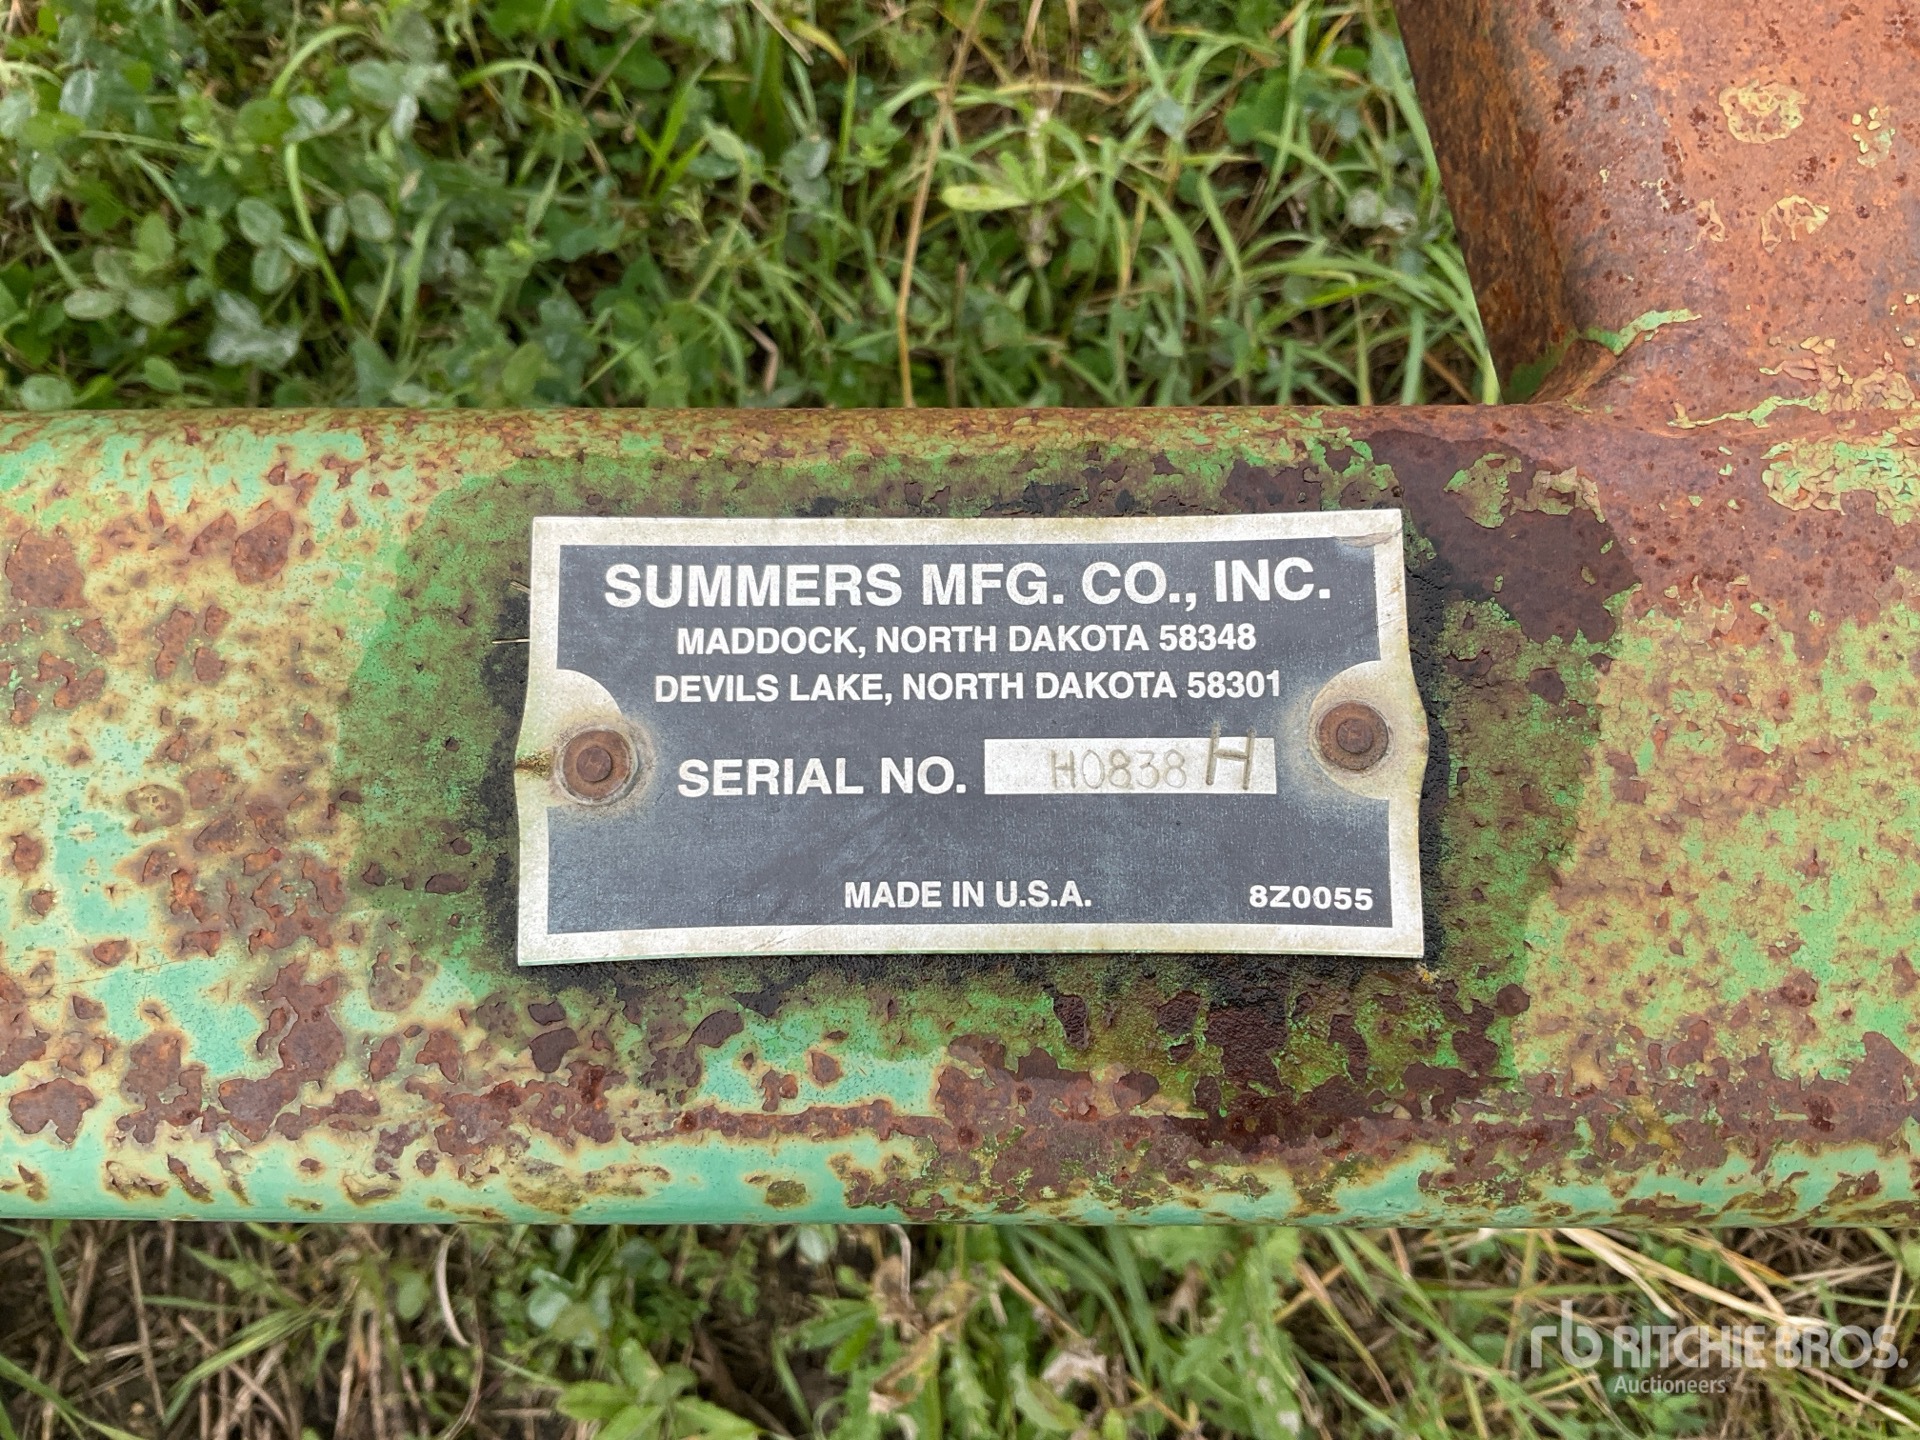 SUMMERS MFG. CO., INC.
MADDOCK, NORTH DAKOTA 58348
DEVILS LAKE, NORTH DAKOTA 58301
SERIAL NO. H0838 H
MADE IN U.S.A. 8Z0055
rb RITCHIE BROS.
Auctioneers